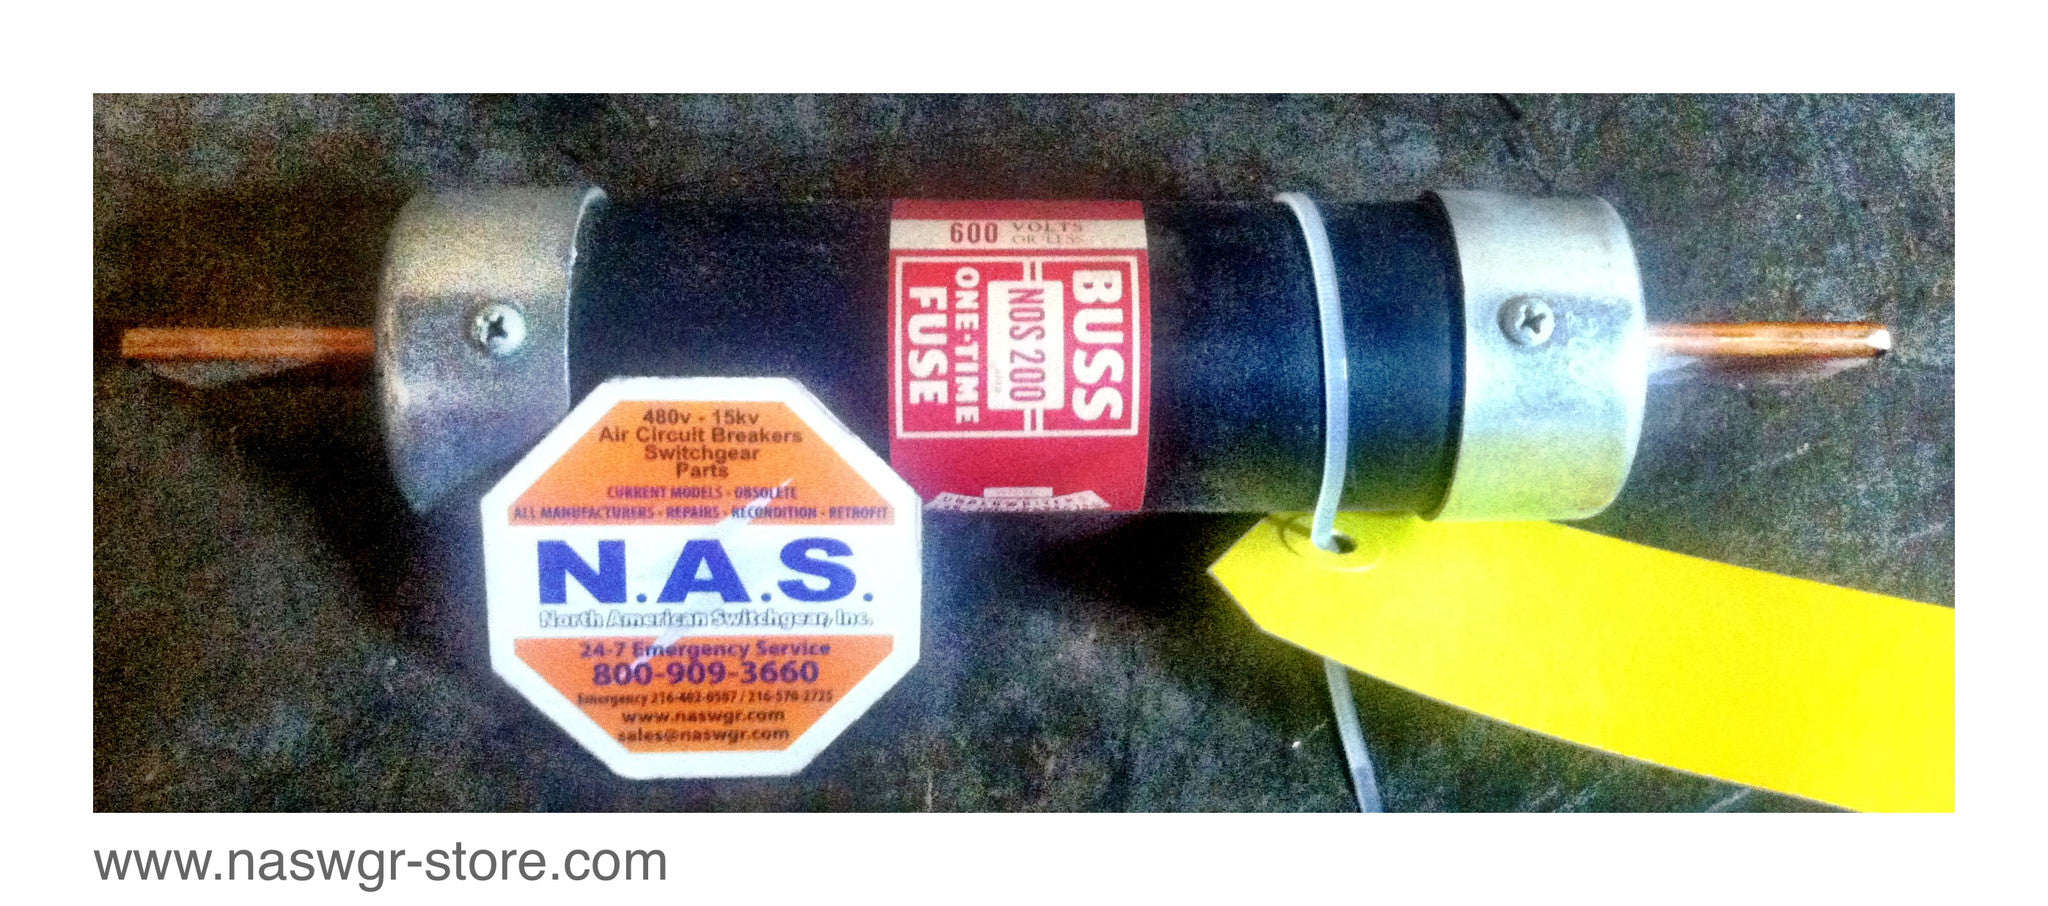 600 VOLTS
OR LESS
BUSS
NOS 200
ONE-TIME
FUSE
480v - 15kv
Air Circuit Breakers
Switchgear
Parts
CURRENT MODELS - OBSOLETE
ALL MANUFACTURERS - REPAIRS - RECONDITION - RETROFIT
N.A.S.
North American Switchgear, Inc.
24-7 Emergency Service
800-909-3660
www.naswgr.com
sales@naswgr.com
www.naswgr-store.com